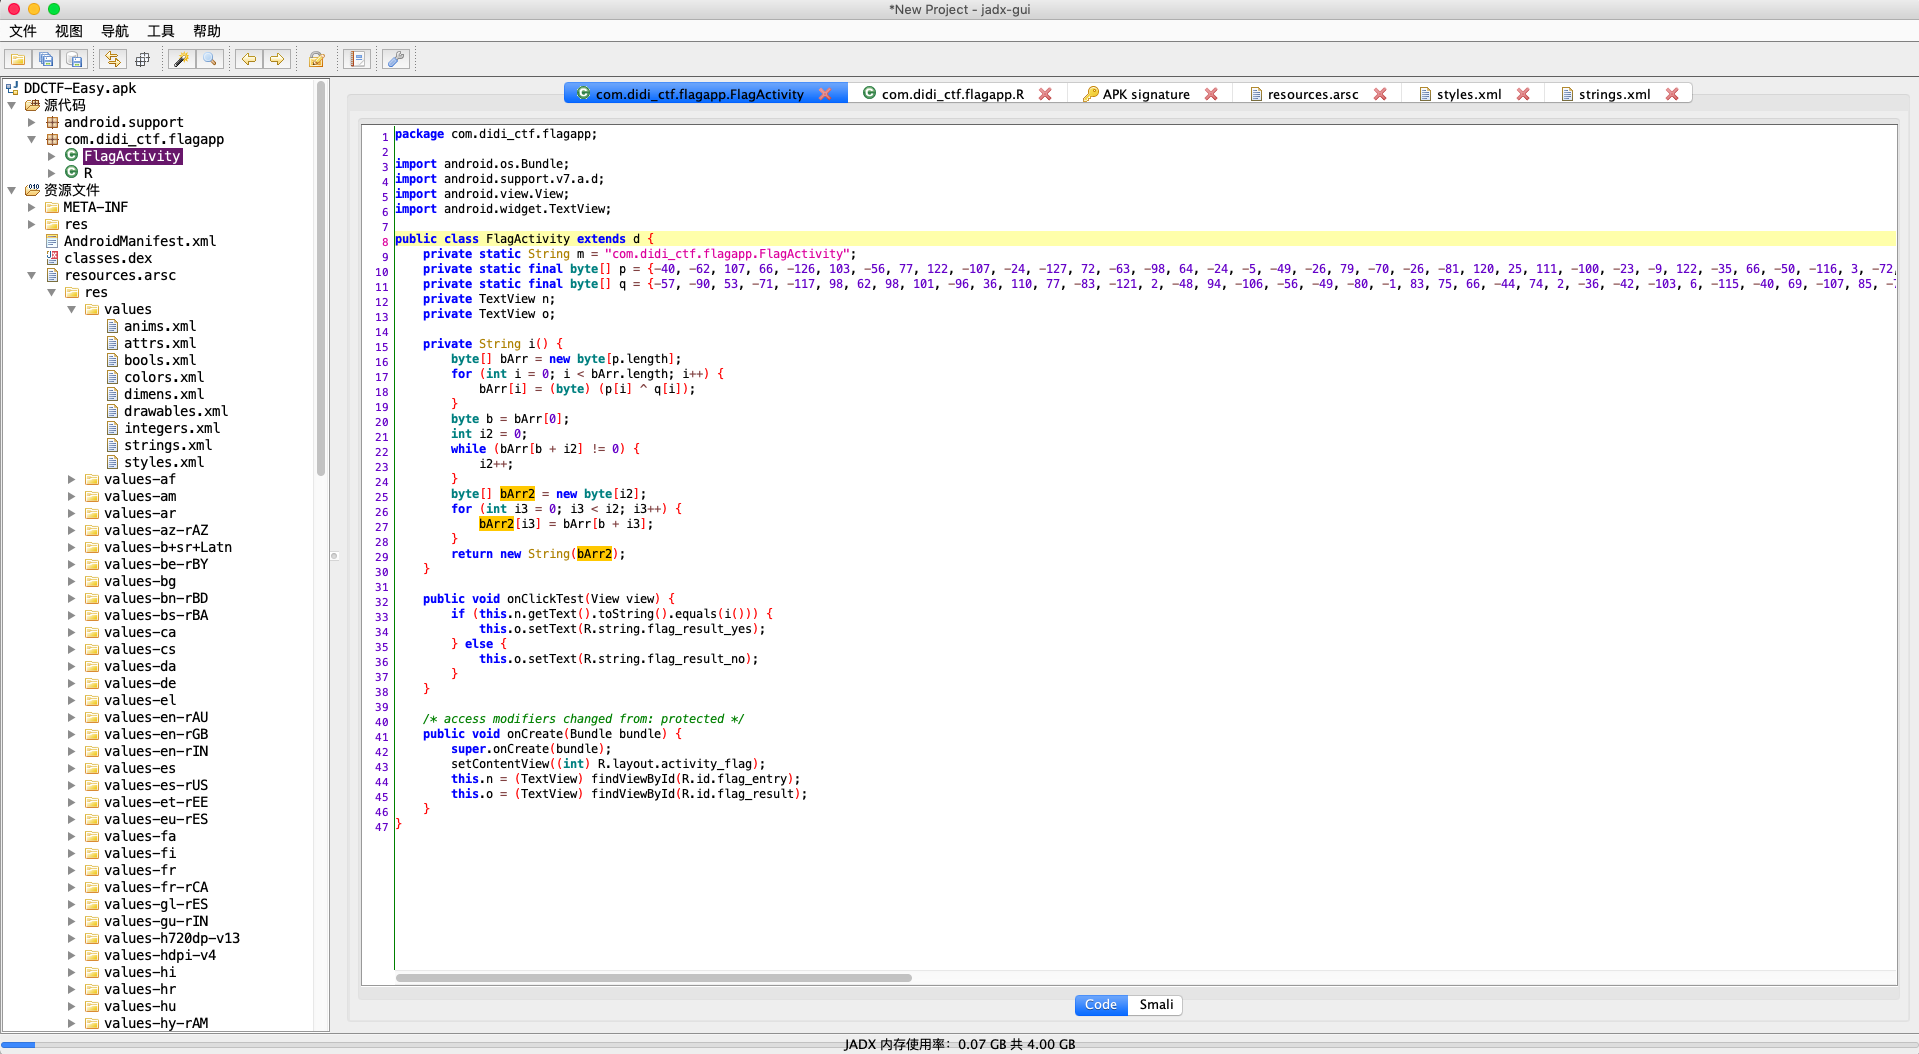 *New Project - jadx-gui
文件 视图 导航 工具 帮助
DDCTF-Easy.apk
源代码
android.support
com.didi_ctf.flagapp
FlagActivity
R
资源文件
META-INF
res
AndroidManifest.xml
classes.dex
resources.arsc
res
values
anims.xml
attrs.xml
bools.xml
colors.xml
dimens.xml
drawables.xml
integers.xml
strings.xml
styles.xml
values-af
values-am
values-ar
values-az-rAZ
values-b+sr+Latn
values-be-rBY
values-bg
values-bn-rBD
values-bs-rBA
values-ca
values-cs
values-da
values-de
values-el
values-en-rAU
values-en-rGB
values-en-rIN
values-es
values-es-rUS
values-et-rEE
values-eu-rES
values-fa
values-fi
values-fr
values-fr-rCA
values-gl-rES
values-gu-rIN
values-h720dp-v13
values-hdpi-v4
values-hi
values-hr
values-hu
values-hy-rAM
com.didi_ctf.flagapp.FlagActivity com.didi_ctf.flagapp.R APK signature resources.arsc styles.xml strings.xml
1 package com.didi_ctf.flagapp;
2
3 import android.os.Bundle;
4 import android.support.v7.a.d;
5 import android.view.View;
6 import android.widget.TextView;
7
8 public class FlagActivity extends d {
9 private static String m = "com.didi_ctf.flagapp.FlagActivity";
10 private static final byte[] p = {-40, -62, 107, 66, -126, 103, -56, 77, 122, -107, -24, -127, 72, -63, -98, 64, -24, -5, -49, -26, 79, -70, -26, -81, 120, 25, 111, -100, -23, -9, 122, -35, 66, -50, -116, 3, -72,
11 private static final byte[] q = {-57, -90, 53, -71, -117, 98, 62, 98, 101, -96, 36, 110, 77, -83, -121, 2, -48, 94, -106, -56, -49, -80, -1, 83, 75, 66, -44, 74, 2, -36, -42, -103, 6, -115, -40, 69, -107, 85,
12 private TextView n;
13 private TextView o;
14
15 private String i() {
16 byte[] bArr = new byte[p.length];
17 for (int i = 0; i < bArr.length; i++) {
18 bArr[i] = (byte) (p[i] ^ q[i]);
19 }
20 byte b = bArr[0];
21 int i2 = 0;
22 while (bArr[b + i2] != 0) {
23 i2++;
24 }
25 byte[] bArr2 = new byte[i2];
26 for (int i3 = 0; i3 < i2; i3++) {
27 bArr2[i3] = bArr[b + i3];
28 }
29 return new String(bArr2);
30 }
31
32 public void onClickTest(View view) {
33 if (this.n.getText().toString().equals(i())) {
34 this.o.setText(R.string.flag_result_yes);
35 } else {
36 this.o.setText(R.string.flag_result_no);
37 }
38 }
39
40 /* access modifiers changed from: protected */
41 public void onCreate(Bundle bundle) {
42 super.onCreate(bundle);
43 setContentView((int) R.layout.activity_flag);
44 this.n = (TextView) findViewById(R.id.flag_entry);
45 this.o = (TextView) findViewById(R.id.flag_result);
46 }
47 }
Code Smali
JADX 内存使用率：0.07 GB 共 4.00 GB